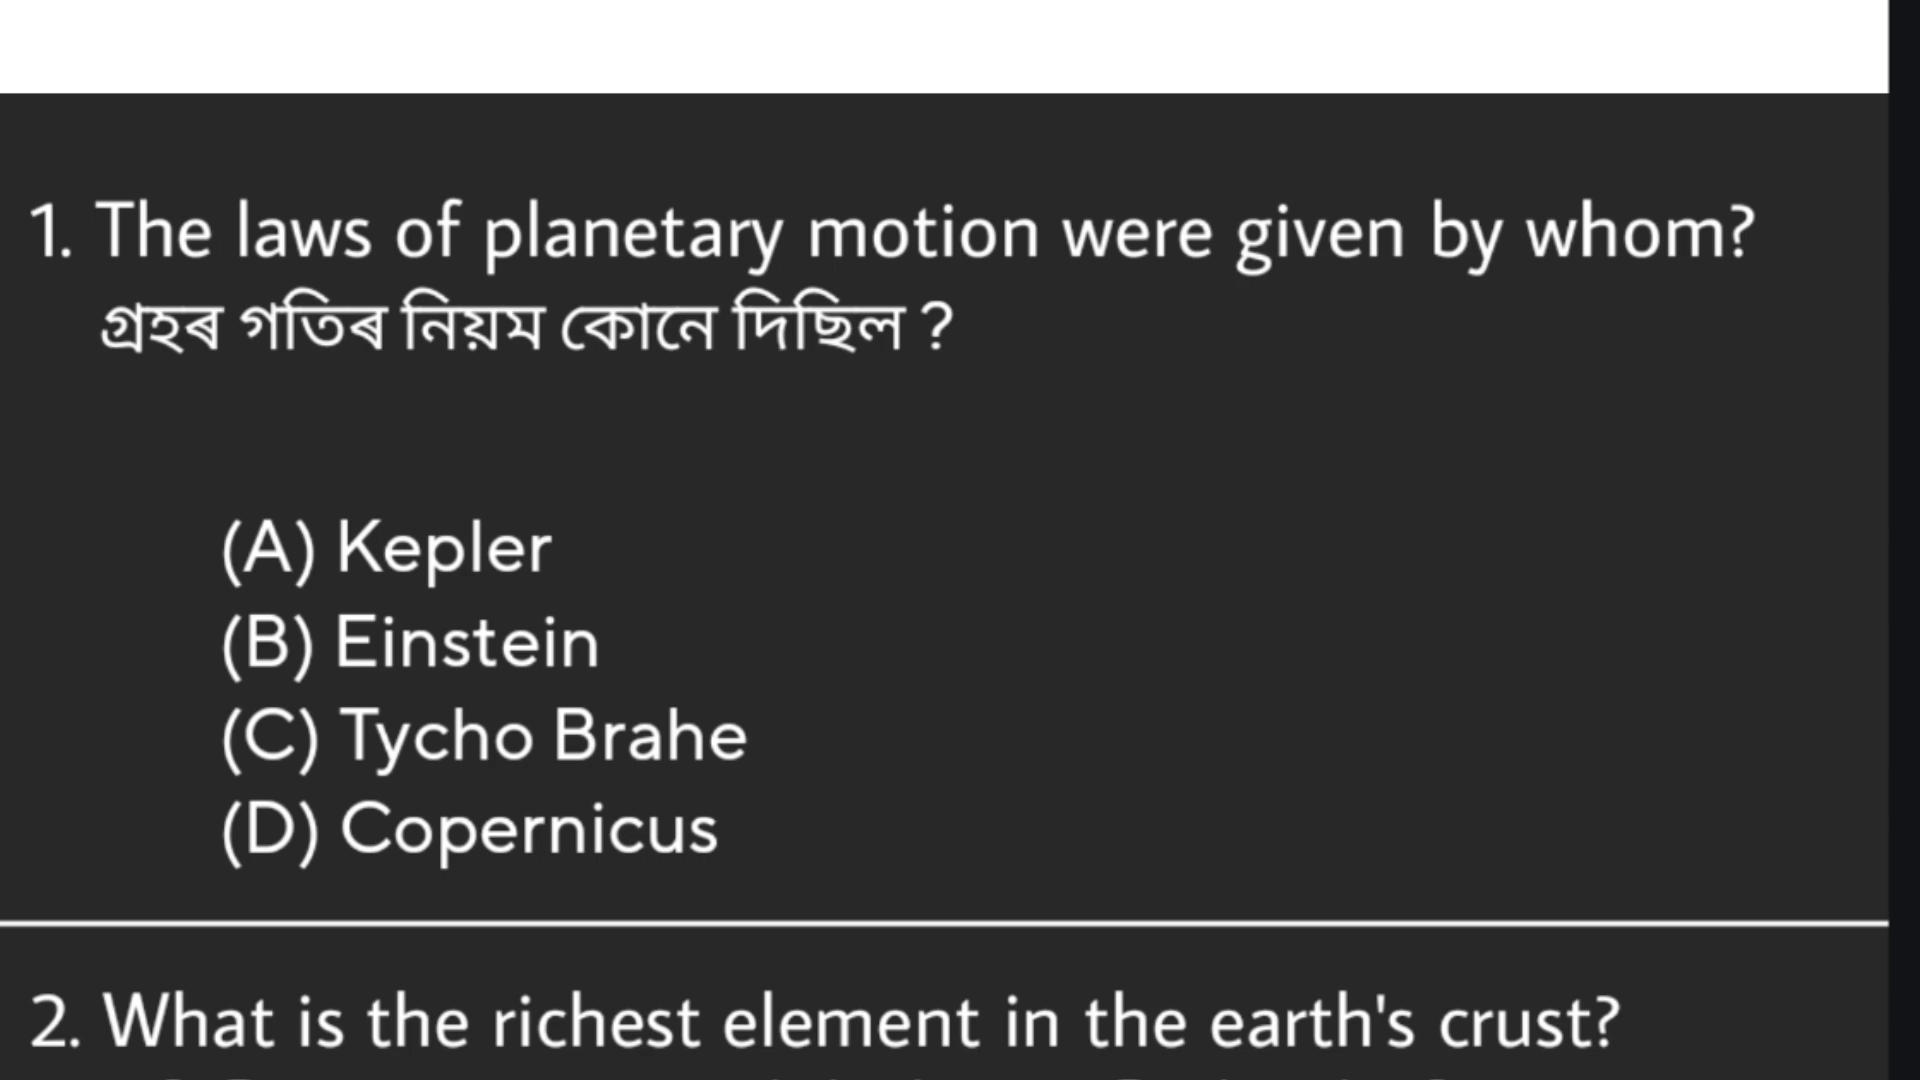 1. The laws of planetary motion were given by whom?
গ্ৰহৰ গতিৰ নিয়ম কোনে দিছিল ?
(A) Kepler
(B) Einstein
(C) Tycho Brahe
(D) Copernicus
2. What is the richest element in the earth's crust?